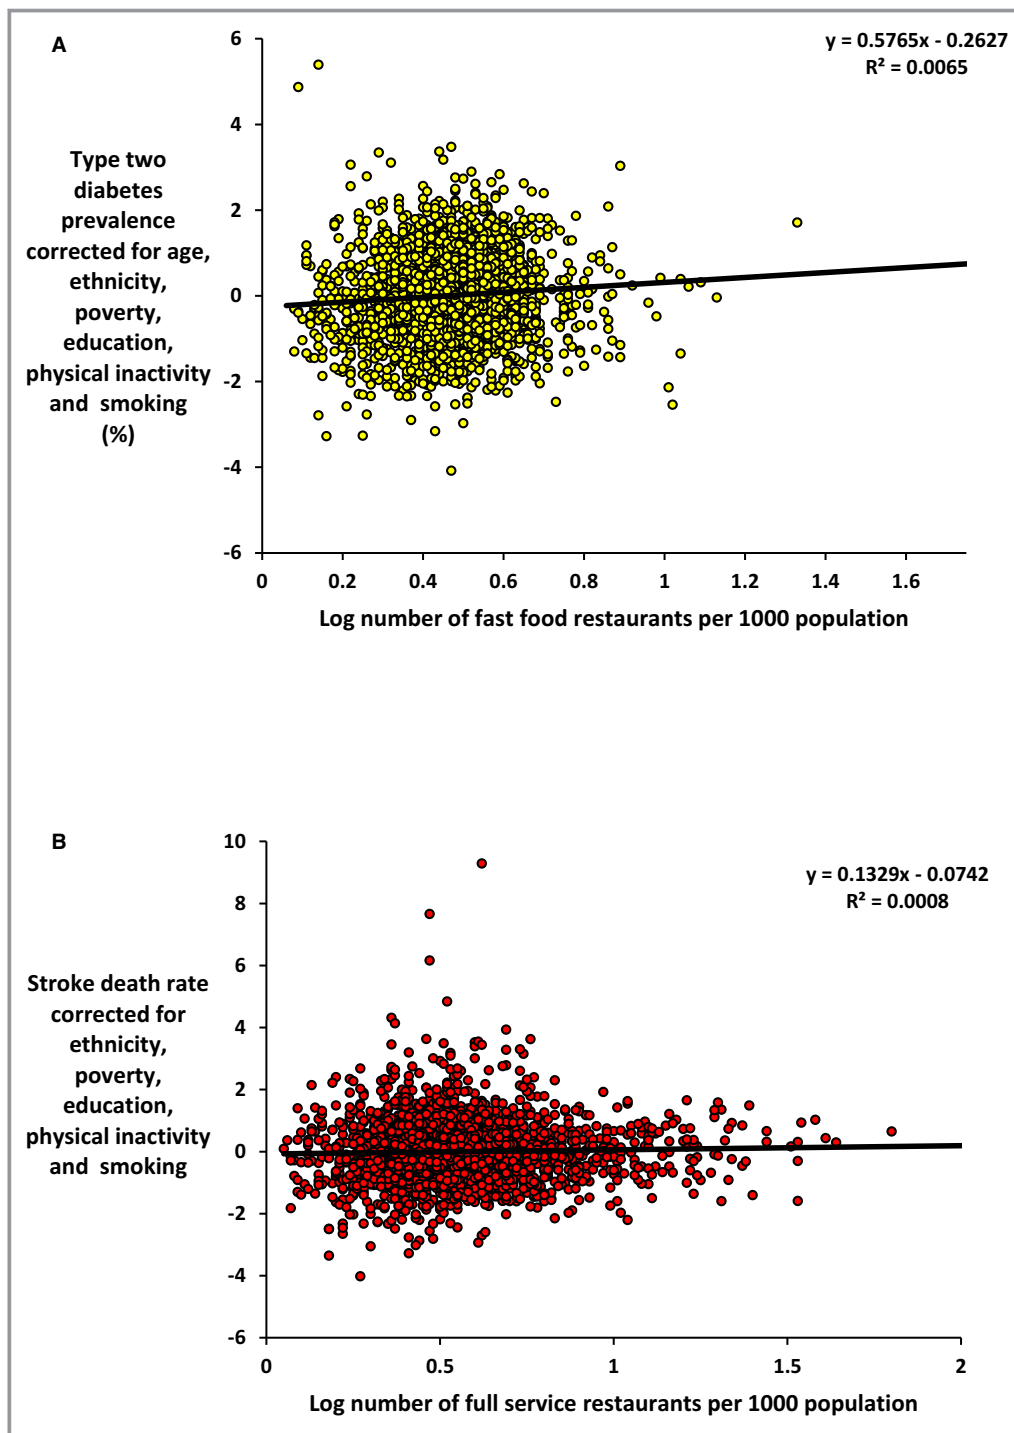 A
y = 0.5765x - 0.2627
R² = 0.0065
6
4
2
0
-2
-4
-6
Type two
diabetes
prevalence
corrected for age,
ethnicity,
poverty,
education,
physical inactivity
and smoking
(%)
0 0.2 0.4 0.6 0.8 1 1.2 1.4 1.6
Log number of fast food restaurants per 1000 population
B
y = 0.1329x - 0.0742
R² = 0.0008
10
8
6
4
2
0
-2
-4
-6
Stroke death rate
corrected for
ethnicity,
poverty,
education,
physical inactivity
and smoking
0 0.5 1 1.5 2
Log number of full service restaurants per 1000 population